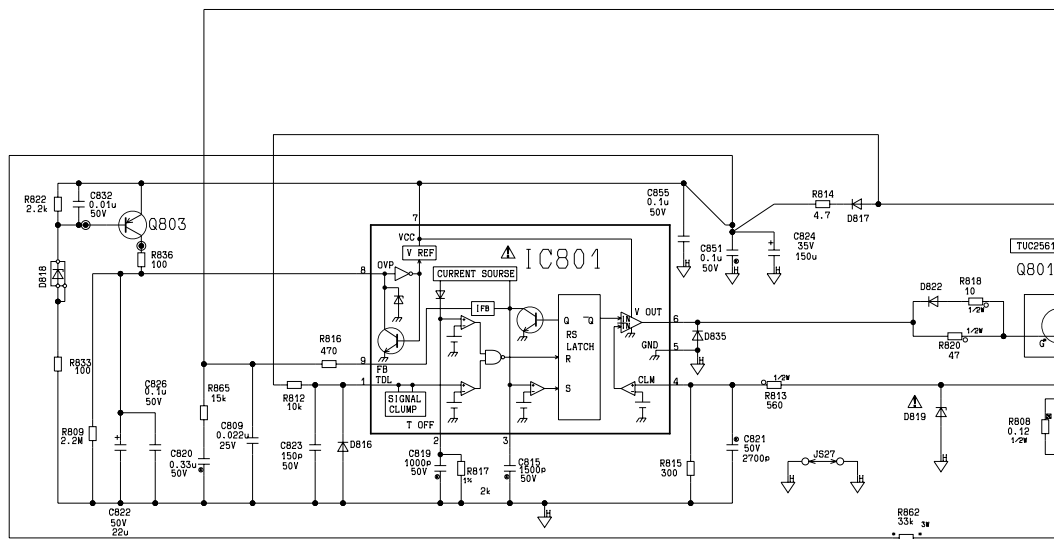 R822
2.2k
C832
0.01u
50V
Q803
R836
100
D818
R833
100
R809
2.2M
C826
0.1u
50V
C822
50V
22u
C820
0.33u
50V
R865
15k
C809
0.022u
25V
R816
470
R812
10k
C823
150p
50V
D816
7
VCC
V REF
IC801
OVP
8
CURRENT SOURSE
IFB
Q
Q
RS
LATCH
R
S
IN
IN
V OUT
6
GND
5
CLM
4
9
FB
TDL
1
SIGNAL
CLUMP
T OFF
2
3
C819
1000p
50V
R817
1%
2k
C815
1500p
50V
H
C855
0.1u
50V
H
C851
0.1u
50V
H
C824
35V
150u
H
R814
4.7
D817
D835
H
1/2W
R813
560
R815
300
C821
50V
2700p
JS27
H
H
D822
R818
10
1/2W
1/2W
R820
47
TUC2561
Q801
G
D819
H
R808
0.12
1/2W
R862
33k
3W